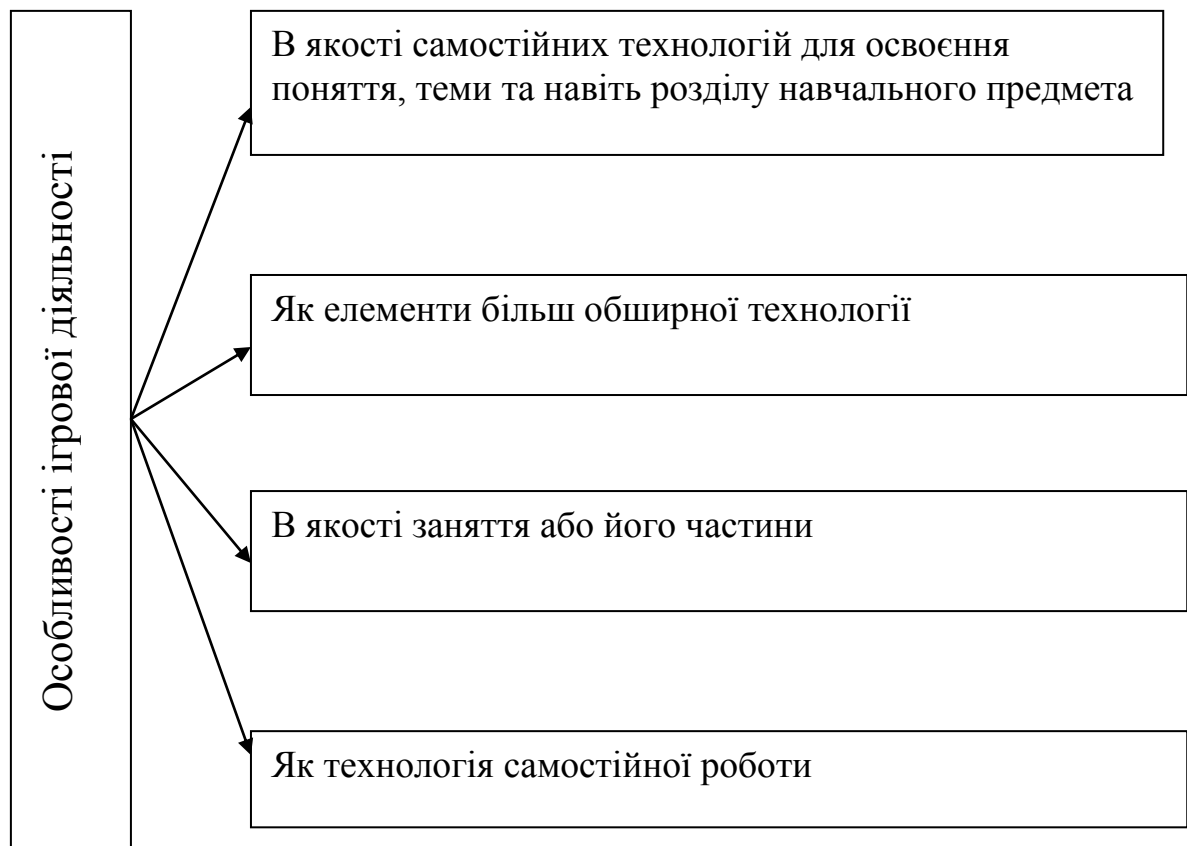 Особливості ігрової діяльності
В якості самостійних технологій для освоєння
поняття, теми та навіть розділу навчального предмета
Як елементи більш обширної технології
В якості заняття або його частини
Як технологія самостійної роботи